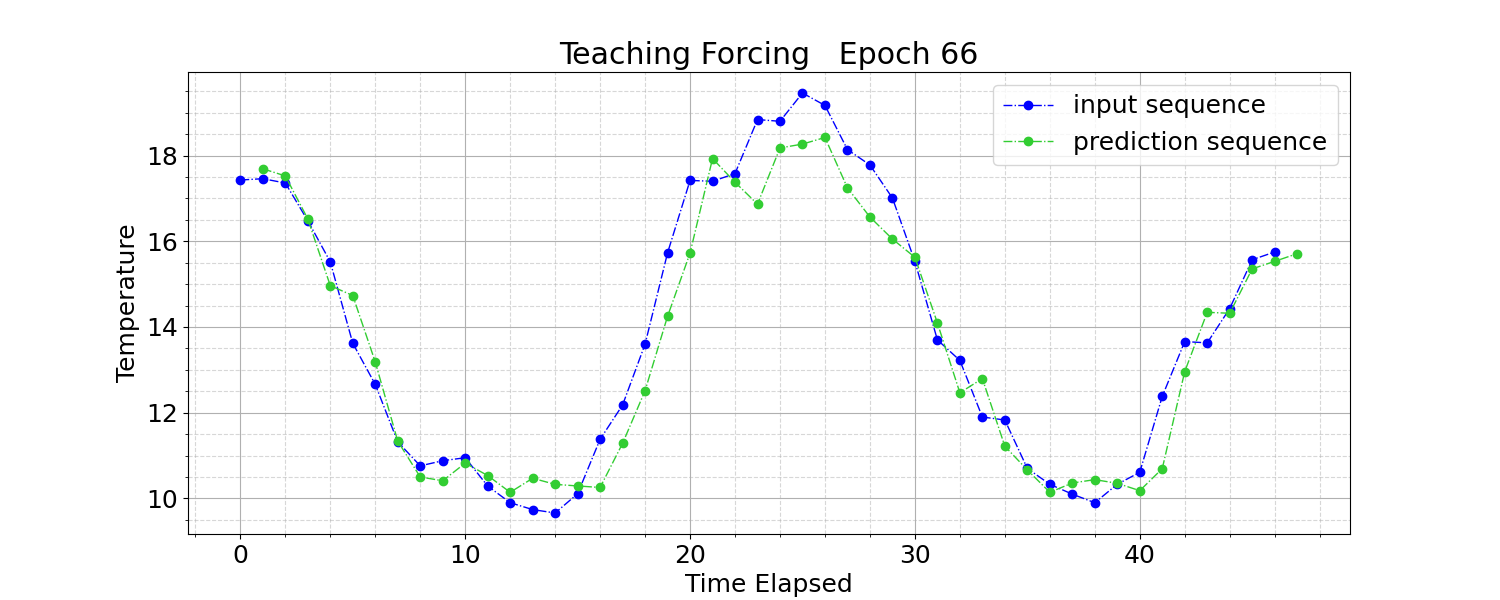 Teaching Forcing   Epoch 66
input sequence
prediction sequence
Temperature
18
16
14
12
10
0 10 20 30 40
Time Elapsed